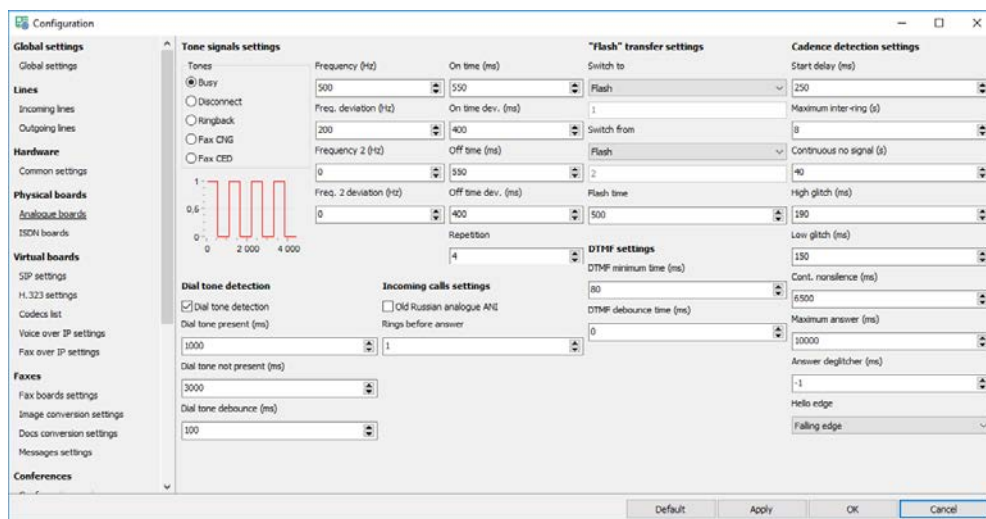 Configuration
Global settings
Global settings
Lines
Incoming lines
Outgoing lines
Hardware
Common settings
Physical boards
Analogue boards
ISDN boards
Virtual boards
SIP settings
H.323 settings
Codecs list
Voice over IP settings
Fax over IP settings
Faxes
Fax boards settings
Image conversion settings
Docs conversion settings
Messages settings
Conferences
Tone signals settings
Tones
Busy
Disconnect
Ringback
Fax CNG
Fax CED
1
0,6
0
0 2 000 4 000
Frequency (Hz)
500
Freq. deviation (Hz)
200
Frequency 2 (Hz)
0
Freq. 2 deviation (Hz)
0
On time (ms)
550
On time dev. (ms)
400
Off time (ms)
550
Off time dev. (ms)
400
Repetition
4
Dial tone detection
Dial tone detection
Dial tone present (ms)
1000
Dial tone not present (ms)
3000
Dial tone debounce (ms)
100
Incoming calls settings
Old Russian analogue ANI
Rings before answer
1
"Flash" transfer settings
Switch to
Flash
1
Switch from
Flash
2
Flash time
500
DTMF settings
DTMF minimum time (ms)
80
DTMF debounce time (ms)
0
Cadence detection settings
Start delay (ms)
250
Maximum inter-ring (s)
8
Continuous no signal (s)
40
High glitch (ms)
190
Low glitch (ms)
150
Cont. nonsilence (ms)
6500
Maximum answer (ms)
10000
Answer deglitcher (ms)
-1
Hello edge
Falling edge
Default
Apply
OK
Cancel